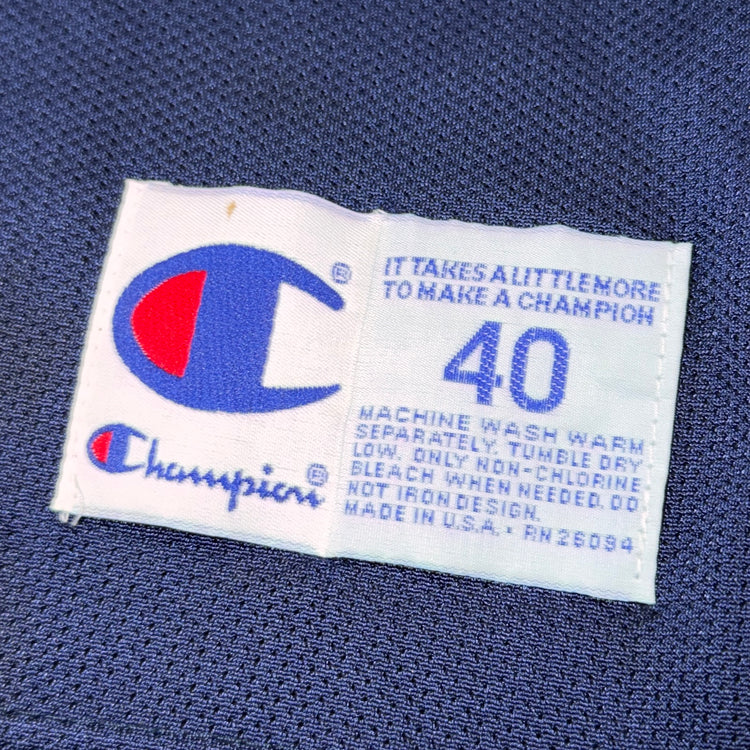 Champion®
IT TAKES A LITTLE MORE
TO MAKE A CHAMPION
40
MACHINE WASH WARM
SEPARATELY. TUMBLE DRY
LOW. ONLY NON-CHLORINE
BLEACH WHEN NEEDED. DO
NOT IRON DESIGN.
MADE IN U.S.A. • RN 26094